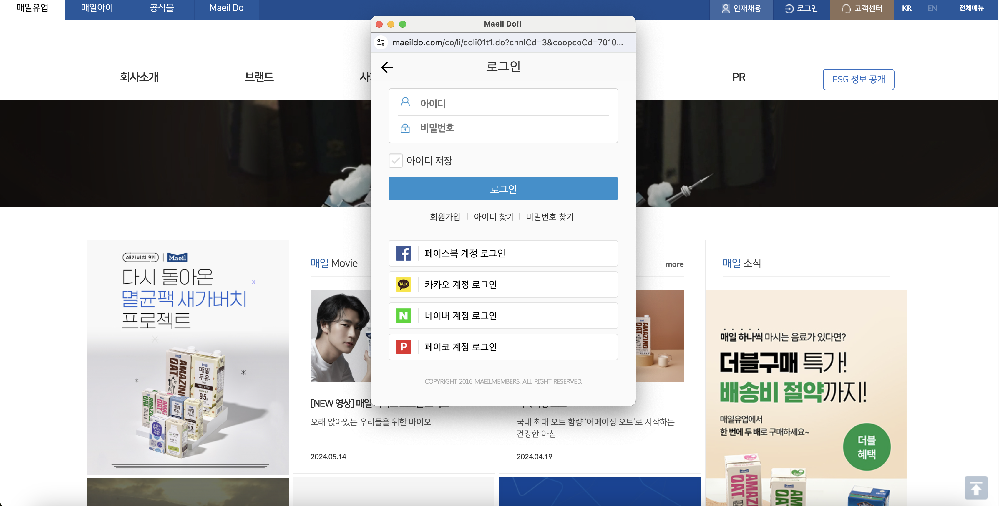 매일유업
매일아이
공식몰
Maeil Do
인재채용
로그인
고객센터
KR
EN
전체메뉴
Maeil Do!!
maeildo.com/co/li/coli01t1.do?chnlCd=3&coopcoCd=7010...
로그인
회사소개
브랜드
PR
ESG 정보 공개
아이디
비밀번호
아이디 저장
로그인
회원가입 | 아이디 찾기 | 비밀번호 찾기
페이스북 계정 로그인
TALK
카카오 계정 로그인
N
네이버 계정 로그인
P
페이코 계정 로그인
COPYRIGHT 2016 MAEILMEMBERS. ALL RIGHT RESERVED.
새가버치 9기 | Maeil
다시 돌아온
멸균팩 새가버치
프로젝트
AMAZING
OAT
매일
두유
9.5g
매일 Movie
[NEW 영상] 매일
오래 앉아있는 우리들을 위한 바이오
2024.05.14
more
AMAZING
OAT
국내 최대 오트 함량 ‘어메이징 오트’로 시작하는
건강한 아침
2024.04.19
매일 소식
매일 하나씩 마시는 음료가 있다면?
더블구매 특가!
배송비 절약까지!
매일유업에서
한 번에 두 배로 구매하세요~
더블
혜택
Maeil
AMAZING
OAT
Maeil
AMAZING
OAT